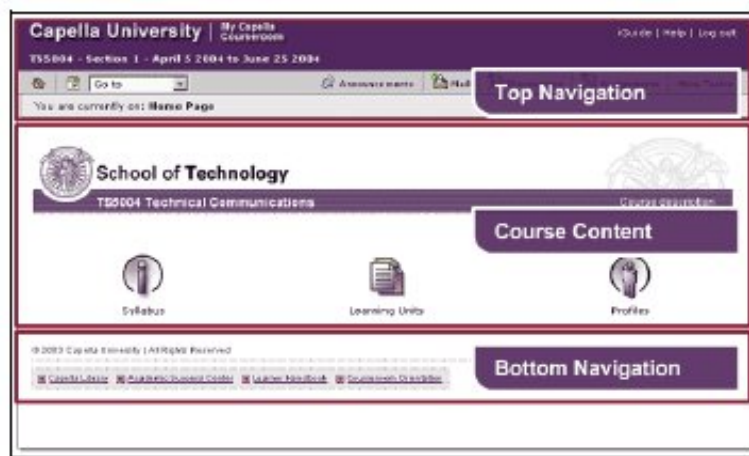 Capella University | My Capella Courseroom
iGuide | Help | Log out
TS5004 - Section 1 - April 5 2004 to June 25 2004
Go to
Announcements
Mail
Top Navigation
You are currently on: Home Page
School of Technology
TS5004 Technical Communications
Course description
Course Content
Syllabus
Learning Units
Profiles
© 2003 Capella University | All Rights Reserved
Bottom Navigation
Capella Library Academic Support Center Learner Handbook Courseroom Orientation